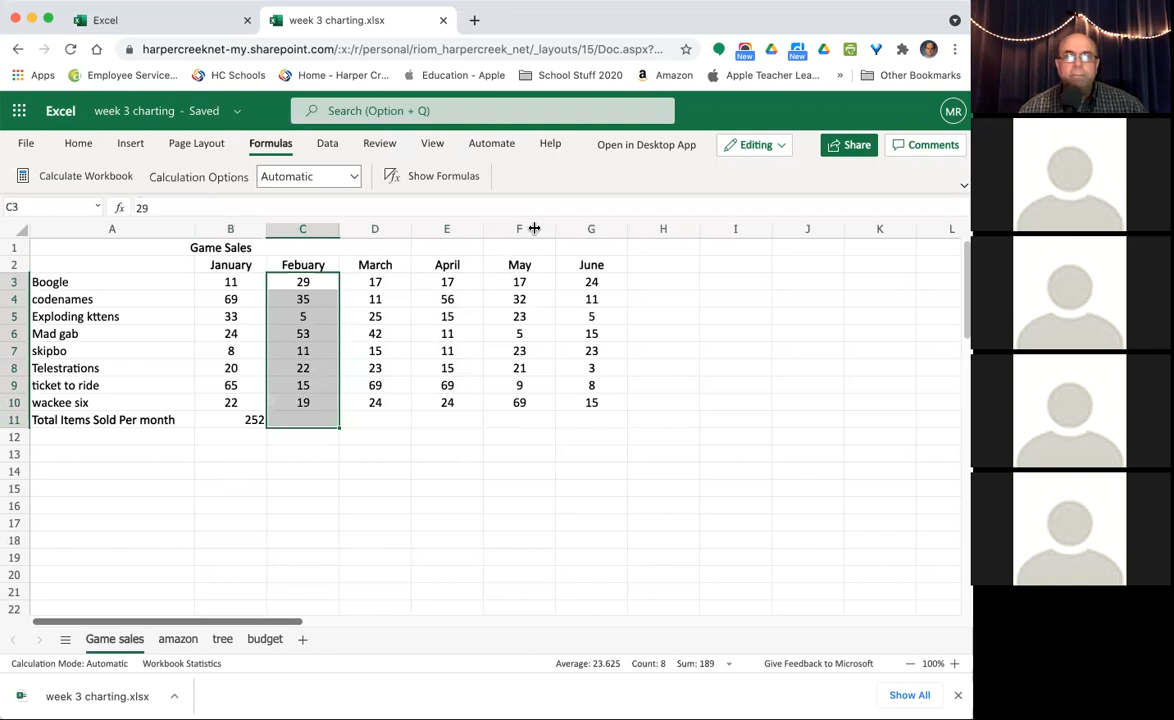 Excel
week 3 charting.xlsx
harpercreeknet-my.sharepoint.com/:x:/r/personal/riom_harpercreek_net/_layouts/15/Doc.aspx?...
New
New
Apps
Employee Service...
HC Schools
Home - Harper Cr...
Education - Apple
School Stuff 2020
Amazon
Apple Teacher Lea...
»
Other Bookmarks
Excel
week 3 charting - Saved
Search (Option + Q)
MR
File Home Insert Page Layout Formulas Data Review View Automate Help Open in Desktop App Editing Share Comments
Calculate Workbook Calculation Options Automatic Show Formulas
C3 fx 29
A B C D E F G H I J K L
1 Game Sales
2 January Febuary March April May June
3 Boogle 11 29 17 17 17 24
4 codenames 69 35 11 56 32 11
5 Exploding kttens 33 5 25 15 23 5
6 Mad gab 24 53 42 11 5 15
7 skipbo 8 11 15 11 23 23
8 Telestrations 20 22 23 15 21 3
9 ticket to ride 65 15 69 69 9 8
10 wackee six 22 19 24 24 69 15
11 Total Items Sold Per month 252
12
13
14
15
16
17
18
19
20
21
22
Game sales amazon tree budget
Calculation Mode: Automatic Workbook Statistics Average: 23.625 Count: 8 Sum: 189 Give Feedback to Microsoft 100%
week 3 charting.xlsx Show All